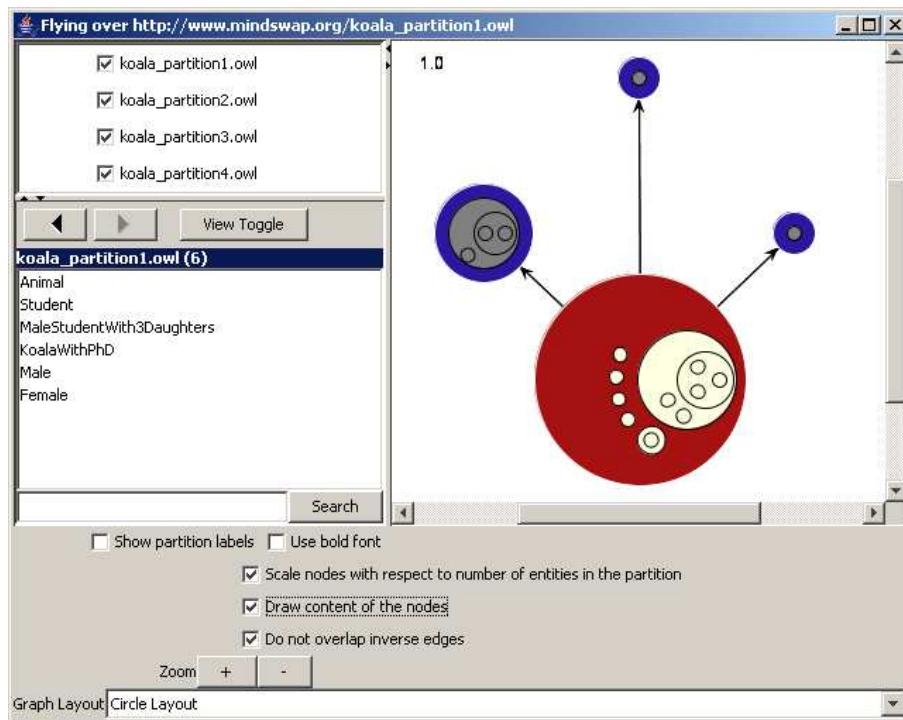 Flying over http://www.mindswap.org/koala_partition1.owl
koala_partition1.owl
koala_partition2.owl
koala_partition3.owl
koala_partition4.owl
1.0
View Toggle
koala_partition1.owl (6)
Animal
Student
MaleStudentWith3Daughters
KoalaWithPhD
Male
Female
Search
Show partition labels Use bold font
Scale nodes with respect to number of entities in the partition
Draw content of the nodes
Do not overlap inverse edges
Zoom + -
Graph Layout Circle Layout